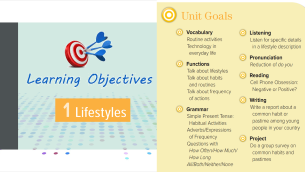 Learning Objectives
1 Lifestyles
Unit Goals
Vocabulary
Routine activities
Technology in
everyday life
Functions
Talk about lifestyles
Talk about habits
and routines
Talk about frequency
of actions
Grammar
Simple Present Tense:
Habitual Activities
Adverbs/Expressions
of Frequency
Questions with
How Often/How Much/
How Long
All/Both/Neither/None
Listening
Listen for specific details
in a lifestyle description
Pronunciation
Reduction of do you
Reading
Cell Phone Obsession:
Negative or Positive?
Writing
Write a report about a
common habit or
pastime among young
people in your country
Project
Do a group survey on
common habits and
pastimes